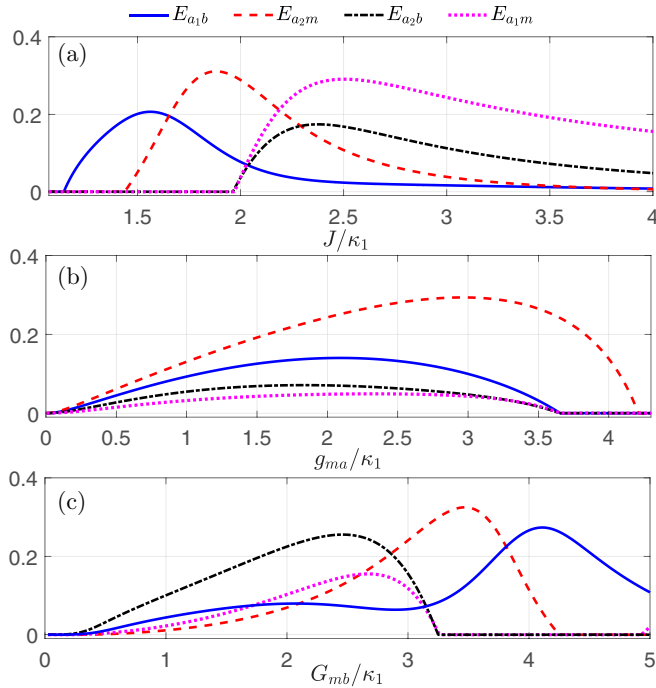 E_{a_1b} E_{a_2m} E_{a_2b} E_{a_1m}
0.4
(a)
0.2
0
1.5 2 2.5 3 3.5 4
J/κ_1
0.4
(b)
0.2
0
0 0.5 1 1.5 2 2.5 3 3.5 4
g_{ma}/κ_1
0.4
(c)
0.2
0
0 1 2 3 4 5
G_{mb}/κ_1